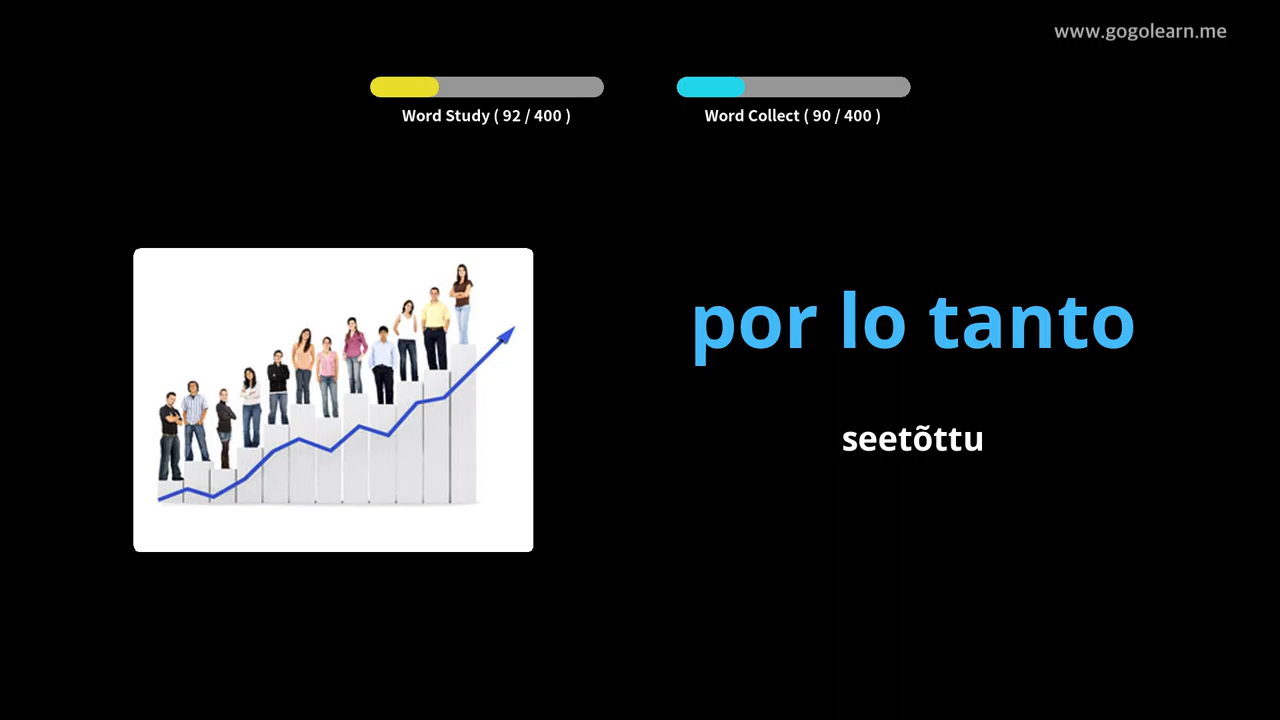 www.gogolearn.me
Word Study ( 92 / 400 )
Word Collect ( 90 / 400 )
por lo tanto
seetõttu